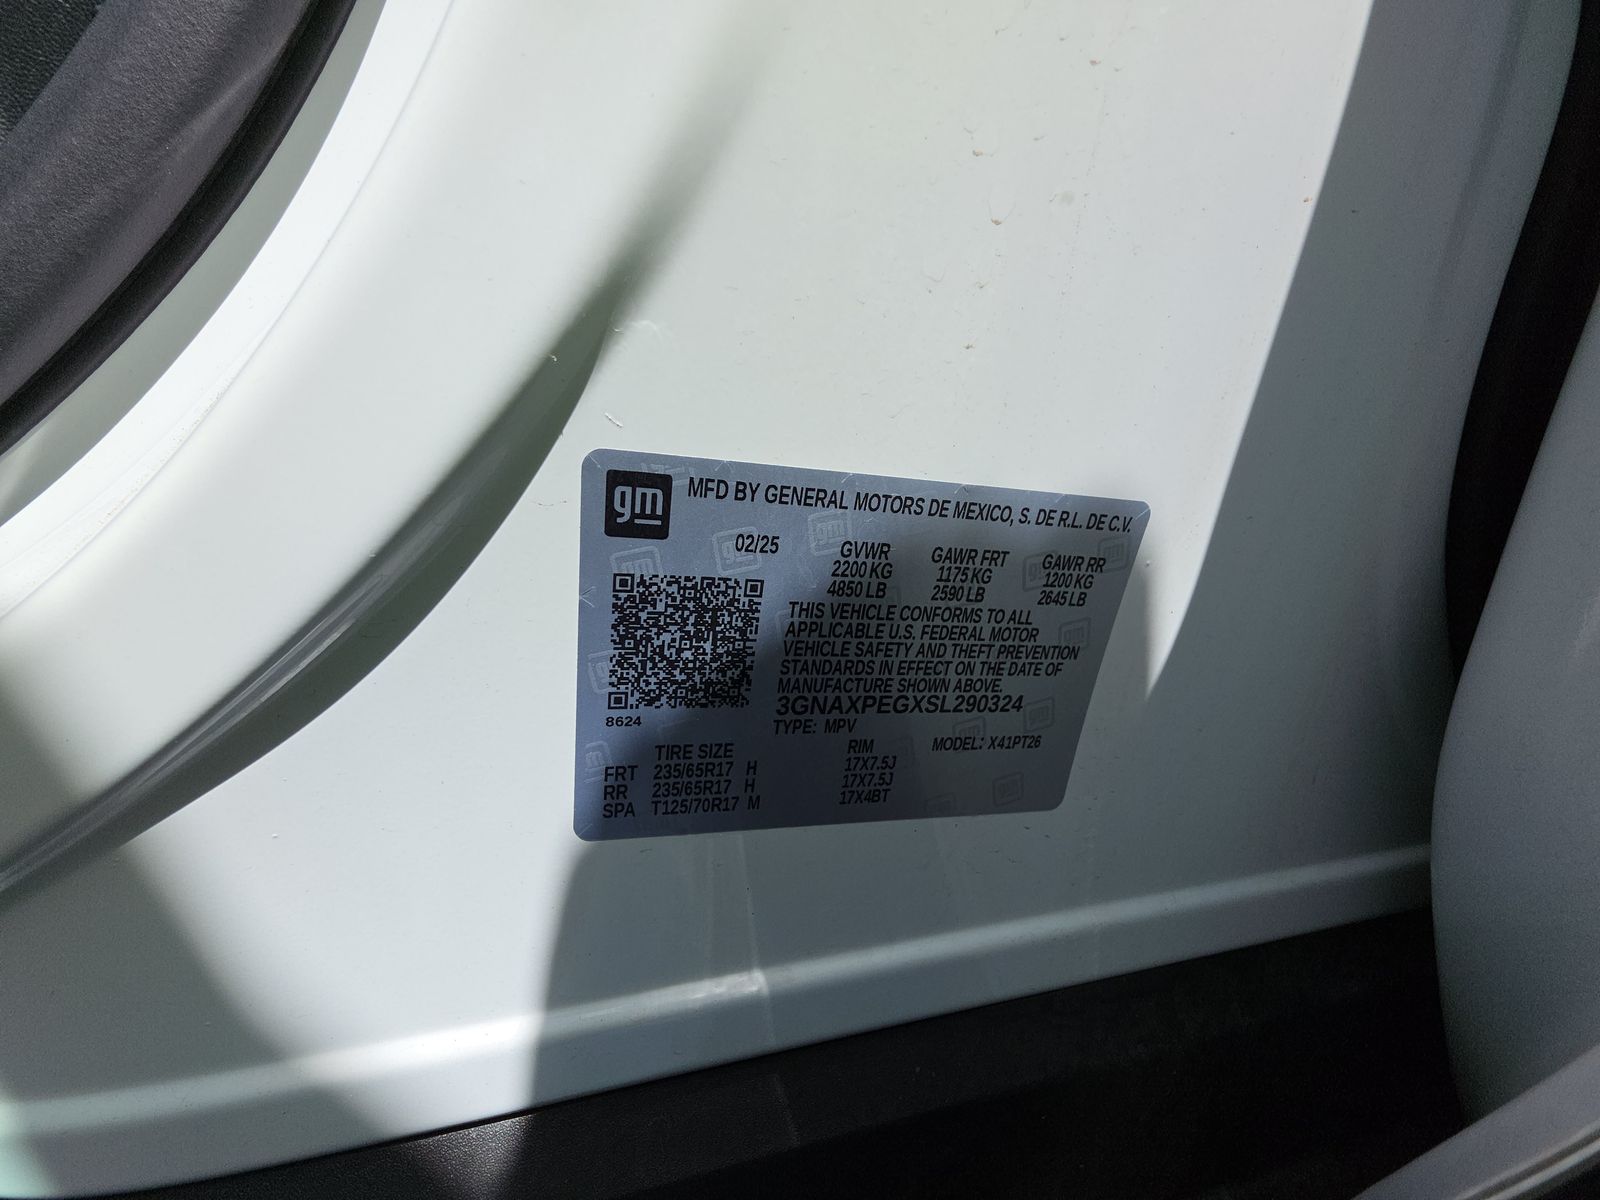 gm
MFD BY GENERAL MOTORS DE MEXICO, S. DE R.L. DE C.V.
02/25 GVWR GAWR FRT GAWR RR
2200 KG 1175 KG 1200 KG
4850 LB 2590 LB 2645 LB
THIS VEHICLE CONFORMS TO ALL
APPLICABLE U.S. FEDERAL MOTOR
VEHICLE SAFETY AND THEFT PREVENTION
STANDARDS IN EFFECT ON THE DATE OF
MANUFACTURE SHOWN ABOVE.
3GNAXPEGXSL290324
8624
TYPE: MPV
MODEL: X41PT26
TIRE SIZE RIM
FRT 235/65R17 H 17X7.5J
RR 235/65R17 H 17X7.5J
SPA T125/70R17 M 17X4BT